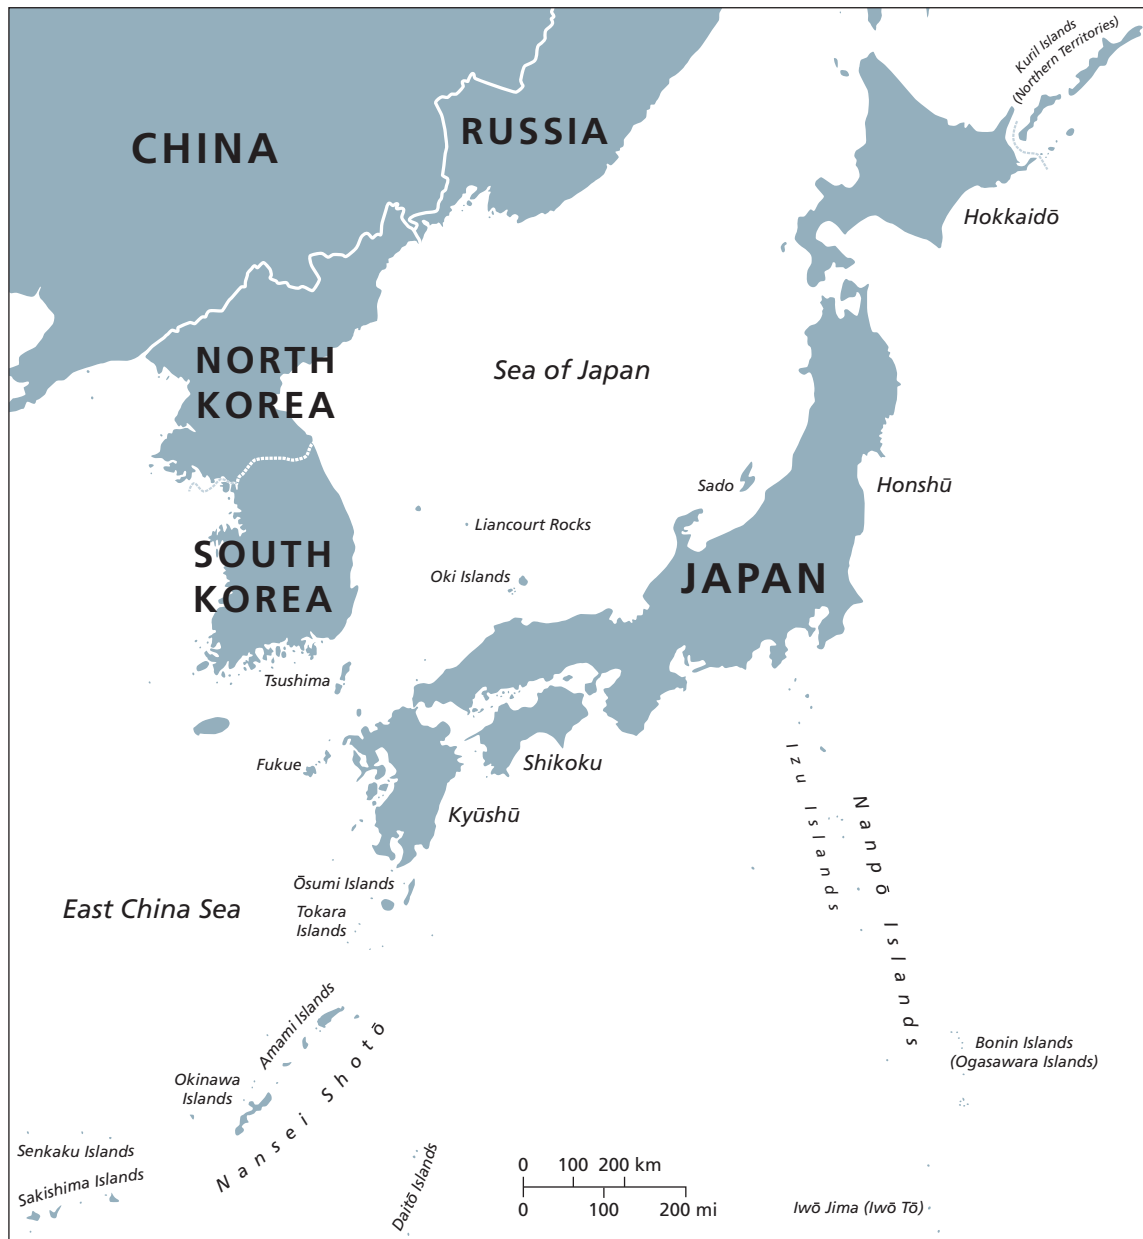 Kuril Islands
(Northern Territories)
CHINA
RUSSIA
Hokkaidō
NORTH
KOREA
Sea of Japan
Sado
Honshū
Liancourt Rocks
SOUTH
KOREA
Oki Islands
JAPAN
Tsushima
Fukue
Shikoku
Izu Islands
Nanpō Islands
Kyūshū
Ōsumi Islands
East China Sea
Tokara
Islands
Amami Islands
Nansei Shotō
Bonin Islands
(Ogasawara Islands)
Okinawa
Islands
Senkaku Islands
Sakishima Islands
Daitō Islands
0 100 200 km
0 100 200 mi
Iwō Jima (Iwō Tō)